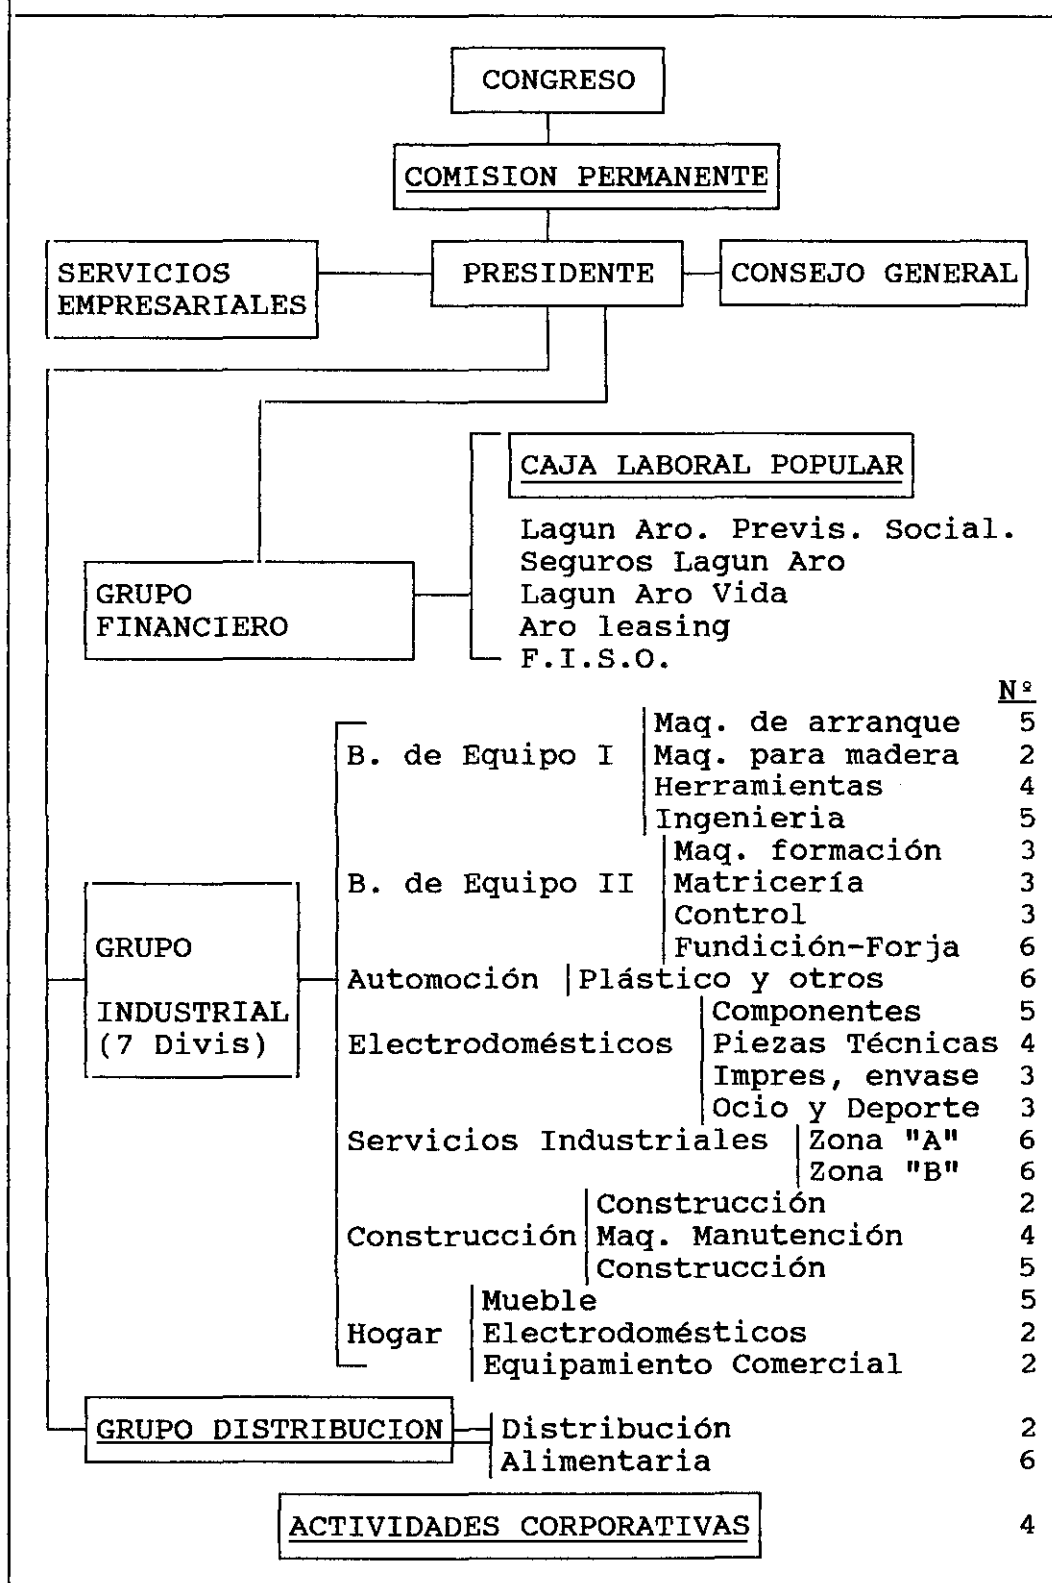 CONGRESO
COMISION PERMANENTE
SERVICIOS
EMPRESARIALES
PRESIDENTE
CONSEJO GENERAL
CAJA LABORAL POPULAR
Lagun Aro. Previs. Social.
Seguros Lagun Aro
Lagun Aro Vida
Aro leasing
F.I.S.O.
GRUPO
FINANCIERO
Nº
Maq. de arranque 5
B. de Equipo I Maq. para madera 2
Herramientas 4
Ingenieria 5
Maq. formación 3
B. de Equipo II Matricería 3
Control 3
Fundición-Forja 6
GRUPO
INDUSTRIAL
(7 Divis)
Automoción Plástico y otros 6
Componentes 5
Electrodomésticos Piezas Técnicas 4
Impres, envase 3
Ocio y Deporte 3
Servicios Industriales Zona "A" 6
Zona "B" 6
Construcción 2
Construcción Maq. Manutención 4
Construcción 5
Mueble 5
Hogar Electrodomésticos 2
Equipamiento Comercial 2
GRUPO DISTRIBUCION Distribución 2
Alimentaria 6
ACTIVIDADES CORPORATIVAS 4